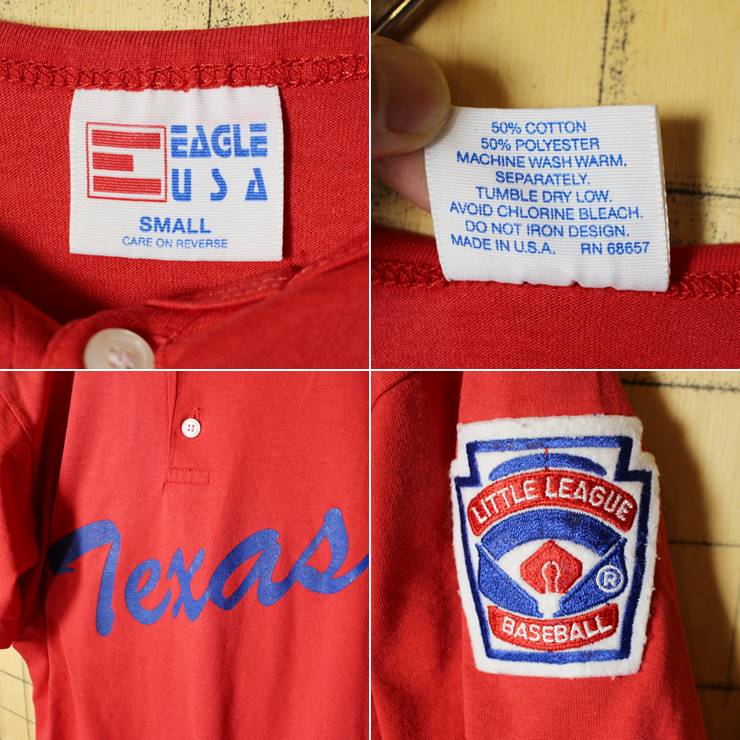 EAGLE
USA
SMALL
CARE ON REVERSE
50% COTTON
50% POLYESTER
MACHINE WASH WARM,
SEPARATELY.
TUMBLE DRY LOW.
AVOID CHLORINE BLEACH.
DO NOT IRON DESIGN.
MADE IN U.S.A. RN 68657
Texas
LITTLE LEAGUE
®
BASEBALL